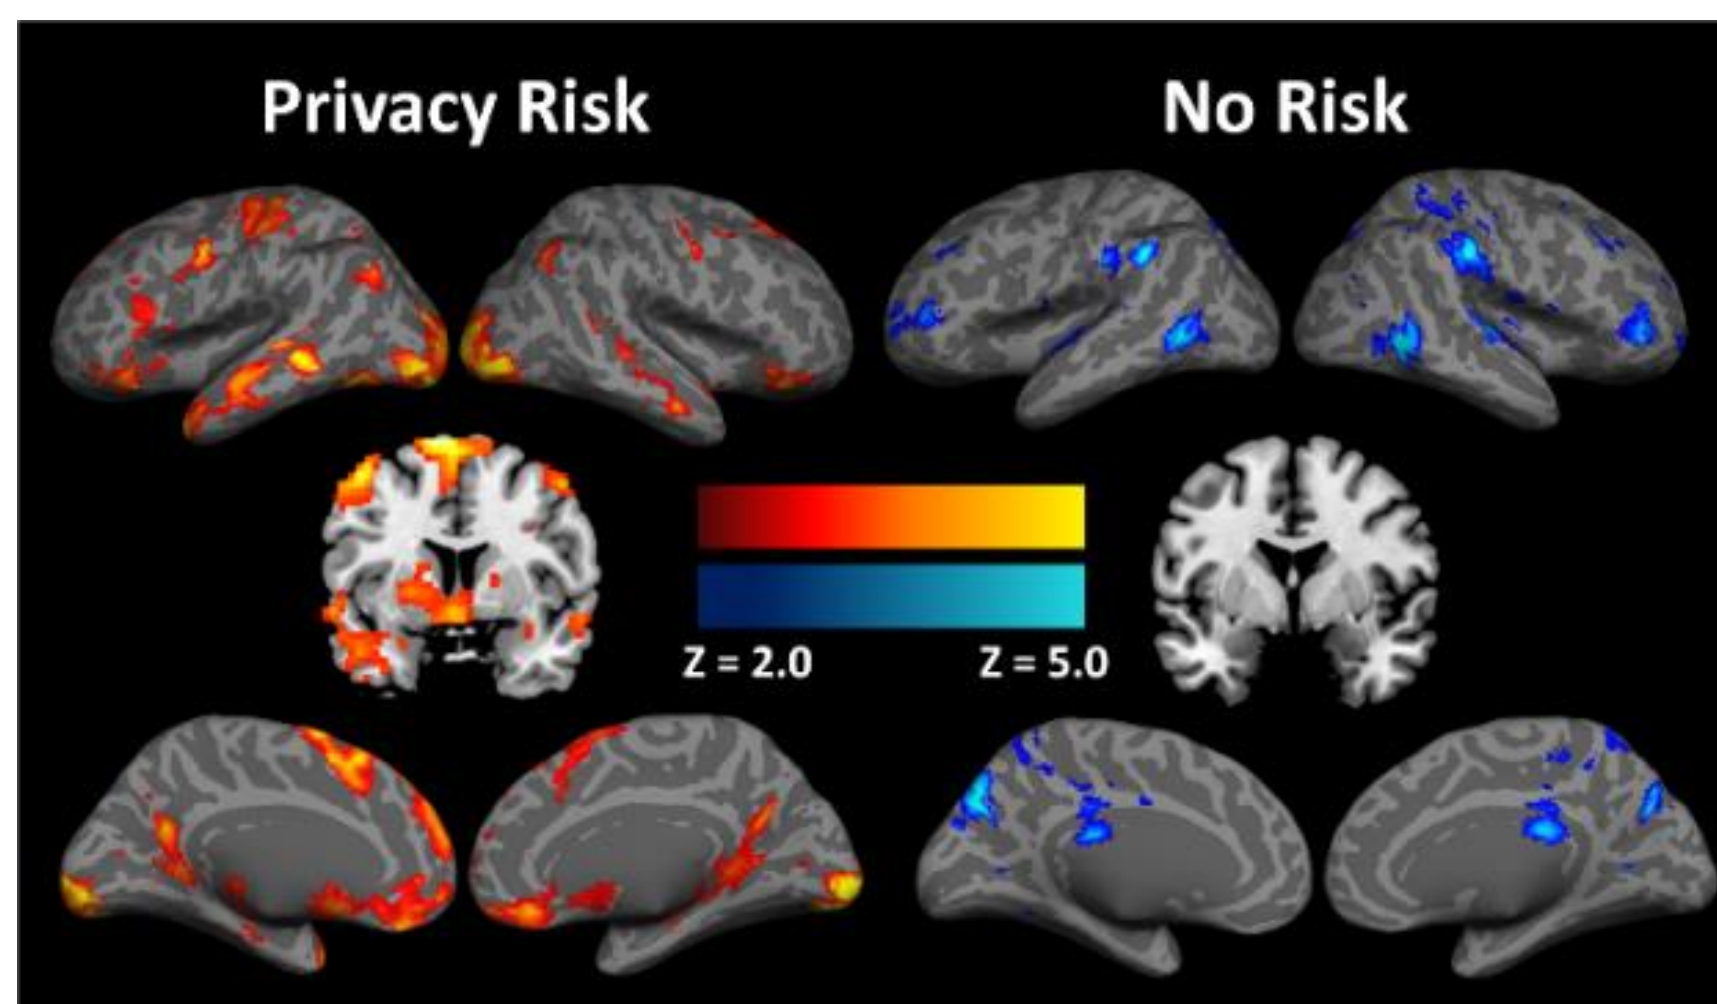 Privacy Risk
No Risk
Z = 2.0
Z = 5.0